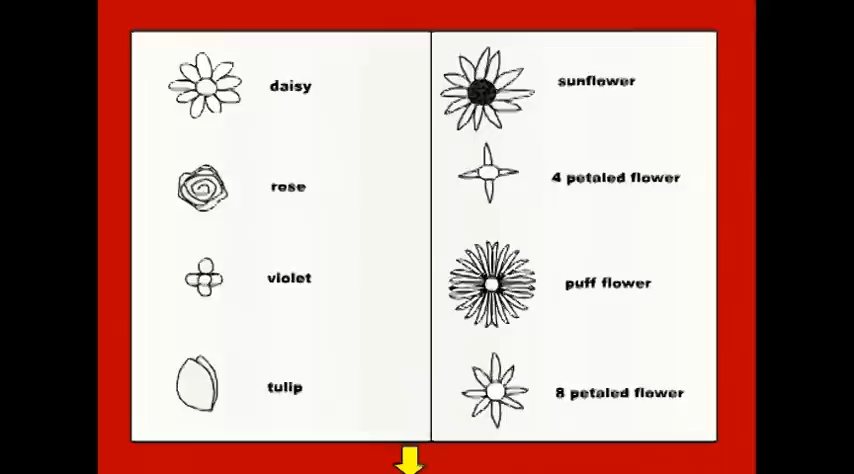 daisy
rose
violet
tulip
sunflower
4 petaled flower
puff flower
8 petaled flower